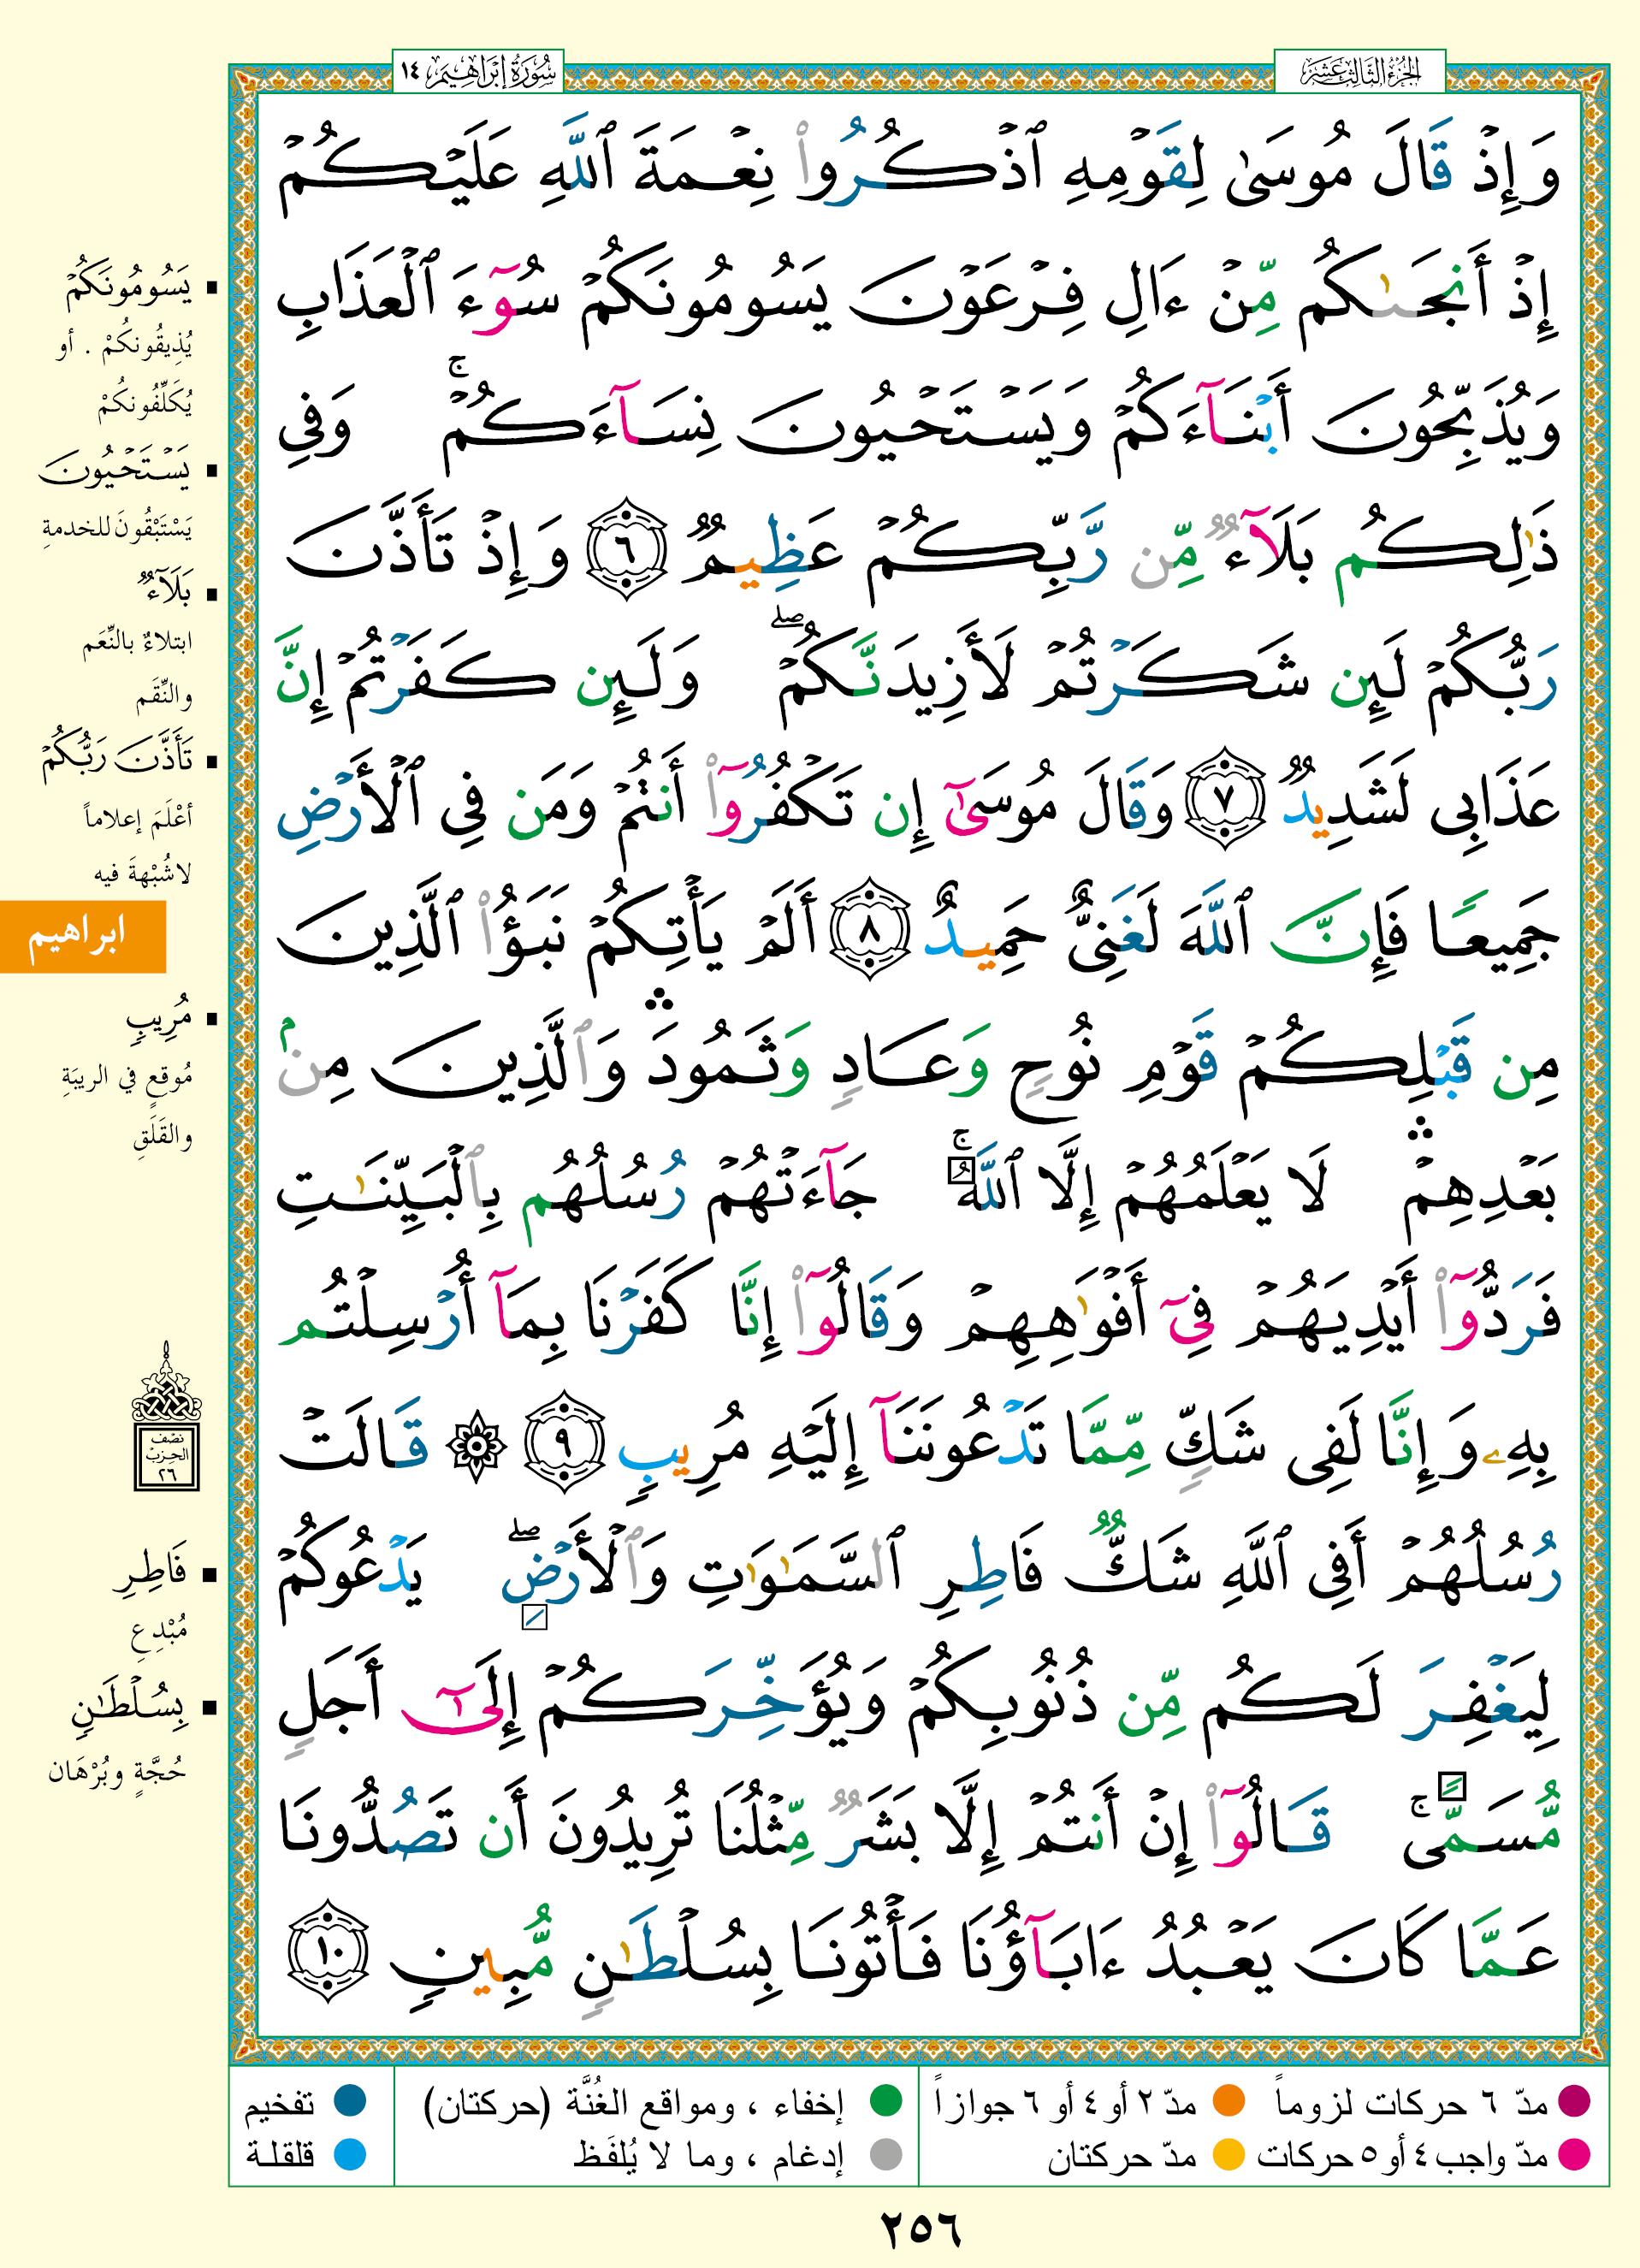 الجزء الثالث عشر
سورة إبراهيم ١٤
وَإِذۡ قَالَ مُوسَىٰ لِقَوۡمِهِ ٱذۡكُرُواْ نِعۡمَةَ ٱللَّهِ عَلَيۡكُمۡ
إِذۡ أَنجَىٰكُم مِّنۡ ءَالِ فِرۡعَوۡنَ يَسُومُونَكُمۡ سُوٓءَ ٱلۡعَذَابِ
وَيُذَبِّحُونَ أَبۡنَآءَكُمۡ وَيَسۡتَحۡيُونَ نِسَآءَكُمۡۚ وَفِي
ذَٰلِكُم بَلَآءٞ مِّن رَّبِّكُمۡ عَظِيمٞ ٦ وَإِذۡ تَأَذَّنَ
رَبُّكُمۡ لَئِن شَكَرۡتُمۡ لَأَزِيدَنَّكُمۡۖ وَلَئِن كَفَرۡتُمۡ إِنَّ
عَذَابِي لَشَدِيدٞ ٧ وَقَالَ مُوسَىٰٓ إِن تَكۡفُرُوٓاْ أَنتُمۡ وَمَن فِي ٱلۡأَرۡضِ
جَمِيعٗا فَإِنَّ ٱللَّهَ لَغَنِيٌّ حَمِيدٌ ٨ أَلَمۡ يَأۡتِكُمۡ نَبَؤُاْ ٱلَّذِينَ
مِن قَبۡلِكُمۡ قَوۡمِ نُوحٖ وَعَادٖ وَثَمُودَۛ وَٱلَّذِينَ مِنۢ
بَعۡدِهِمۡۛ لَا يَعۡلَمُهُمۡ إِلَّا ٱللَّهُۚ جَآءَتۡهُمۡ رُسُلُهُم بِٱلۡبَيِّنَٰتِ
فَرَدُّوٓاْ أَيۡدِيَهُمۡ فِيٓ أَفۡوَٰهِهِمۡ وَقَالُوٓاْ إِنَّا كَفَرۡنَا بِمَآ أُرۡسِلۡتُم
بِهِۦ وَإِنَّا لَفِي شَكّٖ مِّمَّا تَدۡعُونَنَآ إِلَيۡهِ مُرِيبٖ ٩ ۞ قَالَتۡ
رُسُلُهُمۡ أَفِي ٱللَّهِ شَكّٞ فَاطِرِ ٱلسَّمَٰوَٰتِ وَٱلۡأَرۡضِۖ يَدۡعُوكُمۡ
لِيَغۡفِرَ لَكُم مِّن ذُنُوبِكُمۡ وَيُؤَخِّرَكُمۡ إِلَىٰٓ أَجَلٖ
مُّسَمّٗىۚ قَالُوٓاْ إِنۡ أَنتُمۡ إِلَّا بَشَرٞ مِّثۡلُنَا تُرِيدُونَ أَن تَصُدُّونَا
عَمَّا كَانَ يَعۡبُدُ ءَابَآؤُنَا فَأۡتُونَا بِسُلۡطَٰنٖ مُّبِينٖ ١٠
يَسُومُونَكُمۡ
يُذِيقُونكُمْ . أو
يُكَلِّفُونكُمْ
يَسۡتَحۡيُونَ
يَسْتَبْقُونَ للخدمةِ
بَلَآءٞ
ابتلاءٌ بالنِّعَم
والنِّقَم
تَأَذَّنَ رَبُّكُمۡ
أعْلَمَ إعلاماً
لا شُبْهةَ فيه
ابراهيم
مُرِيبٖ
مُوقعٍ في الريبَةِ
والقَلَقِ
نصف
الحزب
٢٦
فَاطِرِ
مُبْدِعِ
بِسُلۡطَٰنٖ
حُجَّةٍ وبُرْهَان
مدّ ٦ حركات لزوماً
مدّ ٢ أو ٤ أو ٦ جوازاً
إخفاء ، ومواقع الغُنَّة (حركتان)
تفخيم
مدّ واجب ٤ أو ٥ حركات
مدّ حركتان
إدغام ، وما لا يُلفَظ
قلقلة
٢٥٦